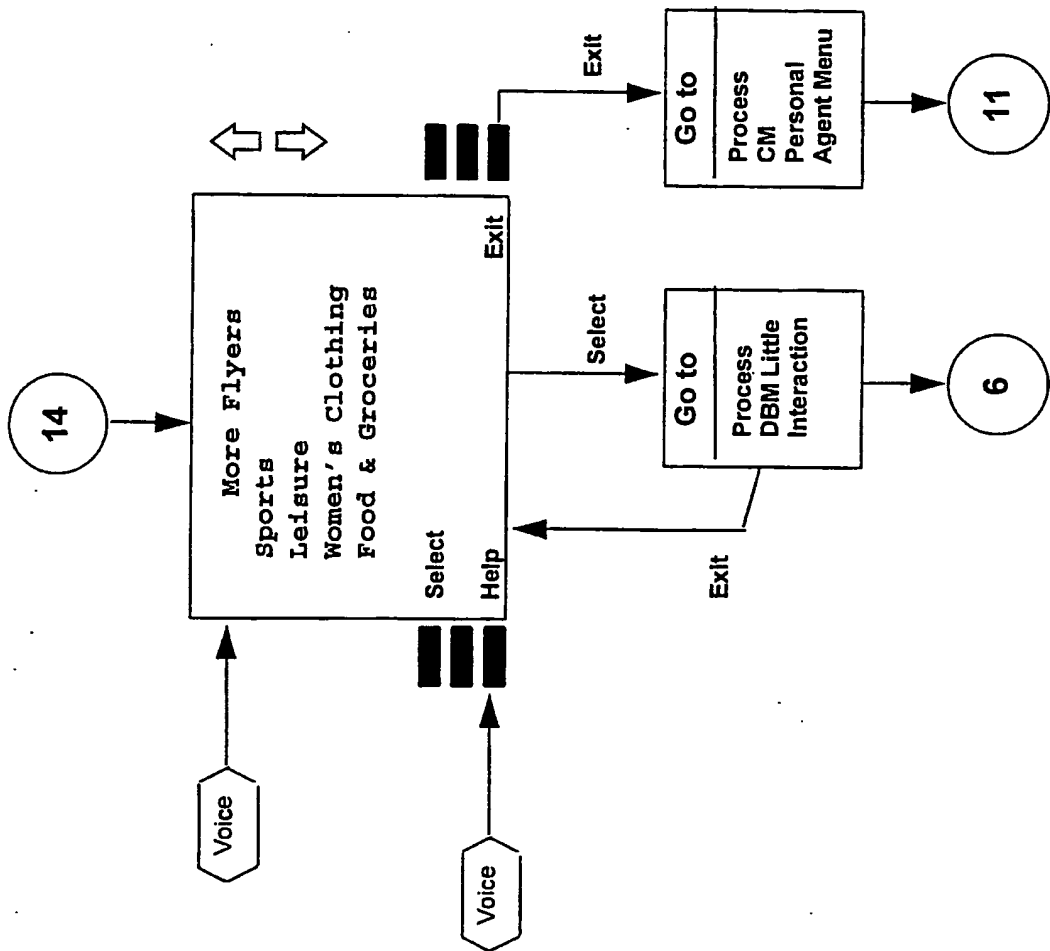 14
More Flyers
Sports
Leisure
Women's Clothing
Food & Groceries
Select
Help
Exit
Voice
Voice
Select
Exit
Exit
Go to
Process
DBM Little
Interaction
Go to
Process
CM
Personal
Agent Menu
6
11